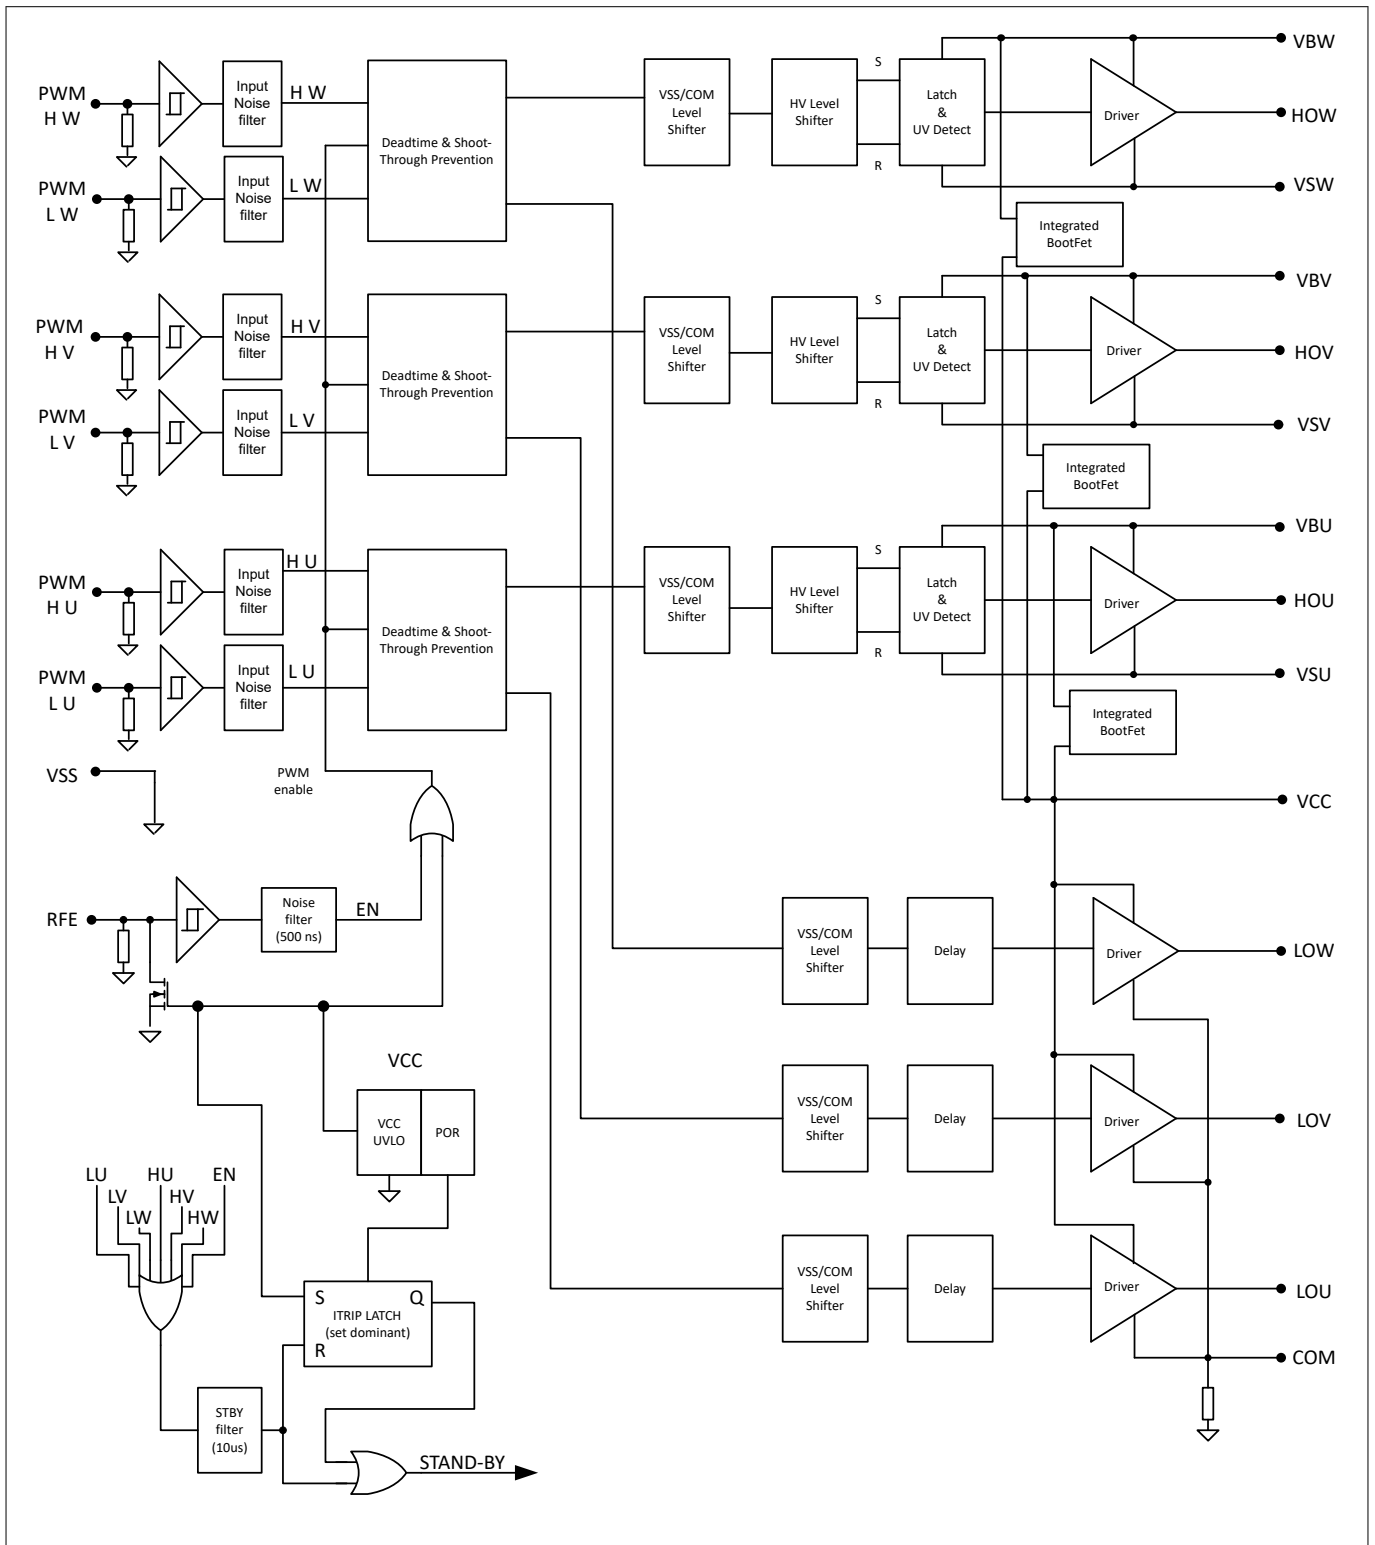 PWM
H W
Input
Noise
filter
H W
PWM
L W
Input
Noise
filter
L W
Deadtime & Shoot-
Through Prevention
VSS/COM
Level
Shifter
HV Level
Shifter
S
R
Latch
&
UV Detect
Driver
VBW
HOW
VSW
Integrated
BootFet
PWM
H V
Input
Noise
filter
H V
PWM
L V
Input
Noise
filter
L V
Deadtime & Shoot-
Through Prevention
VSS/COM
Level
Shifter
HV Level
Shifter
S
R
Latch
&
UV Detect
Driver
VBV
HOV
VSV
Integrated
BootFet
PWM
H U
Input
Noise
filter
H U
PWM
L U
Input
Noise
filter
L U
Deadtime & Shoot-
Through Prevention
VSS/COM
Level
Shifter
HV Level
Shifter
S
R
Latch
&
UV Detect
Driver
VBU
HOU
VSU
Integrated
BootFet
VSS
PWM
enable
VCC
RFE
Noise
filter
(500 ns)
EN
VSS/COM
Level
Shifter
Delay
Driver
LOW
VCC
VCC
UVLO
POR
VSS/COM
Level
Shifter
Delay
Driver
LOV
LU
LV
LW
HU
HV
HW
EN
S
Q
ITRIP LATCH
(set dominant)
R
VSS/COM
Level
Shifter
Delay
Driver
LOU
COM
STBY
filter
(10us)
STAND-BY